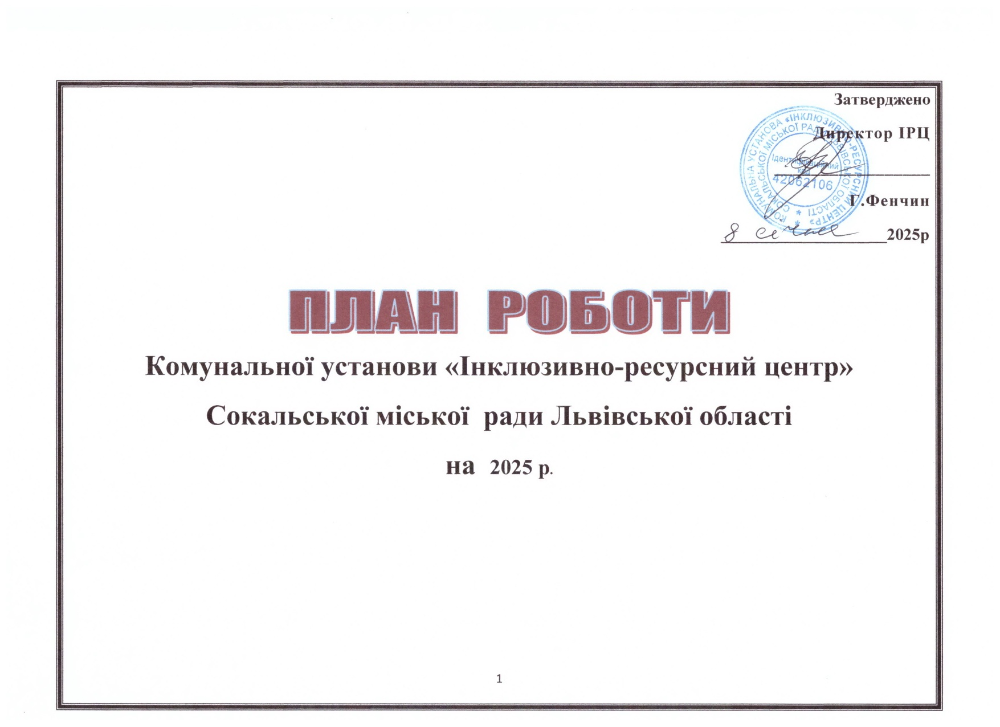 Затверджено
Директор ІРЦ
КОМУНАЛЬНА УСТАНОВА «ІНКЛЮЗИВНО-РЕСУРСНИЙ ЦЕНТР»
СОКАЛЬСЬКОЇ МІСЬКОЇ РАДИ ЛЬВІВСЬКОЇ ОБЛАСТІ
Ідентифікаційний
код
42062106
Г.Фенчин
8 січня 2025р
ПЛАН РОБОТИ
Комунальної установи «Інклюзивно-ресурсний центр»
Сокальської міської ради Львівської області
на 2025 р.
1